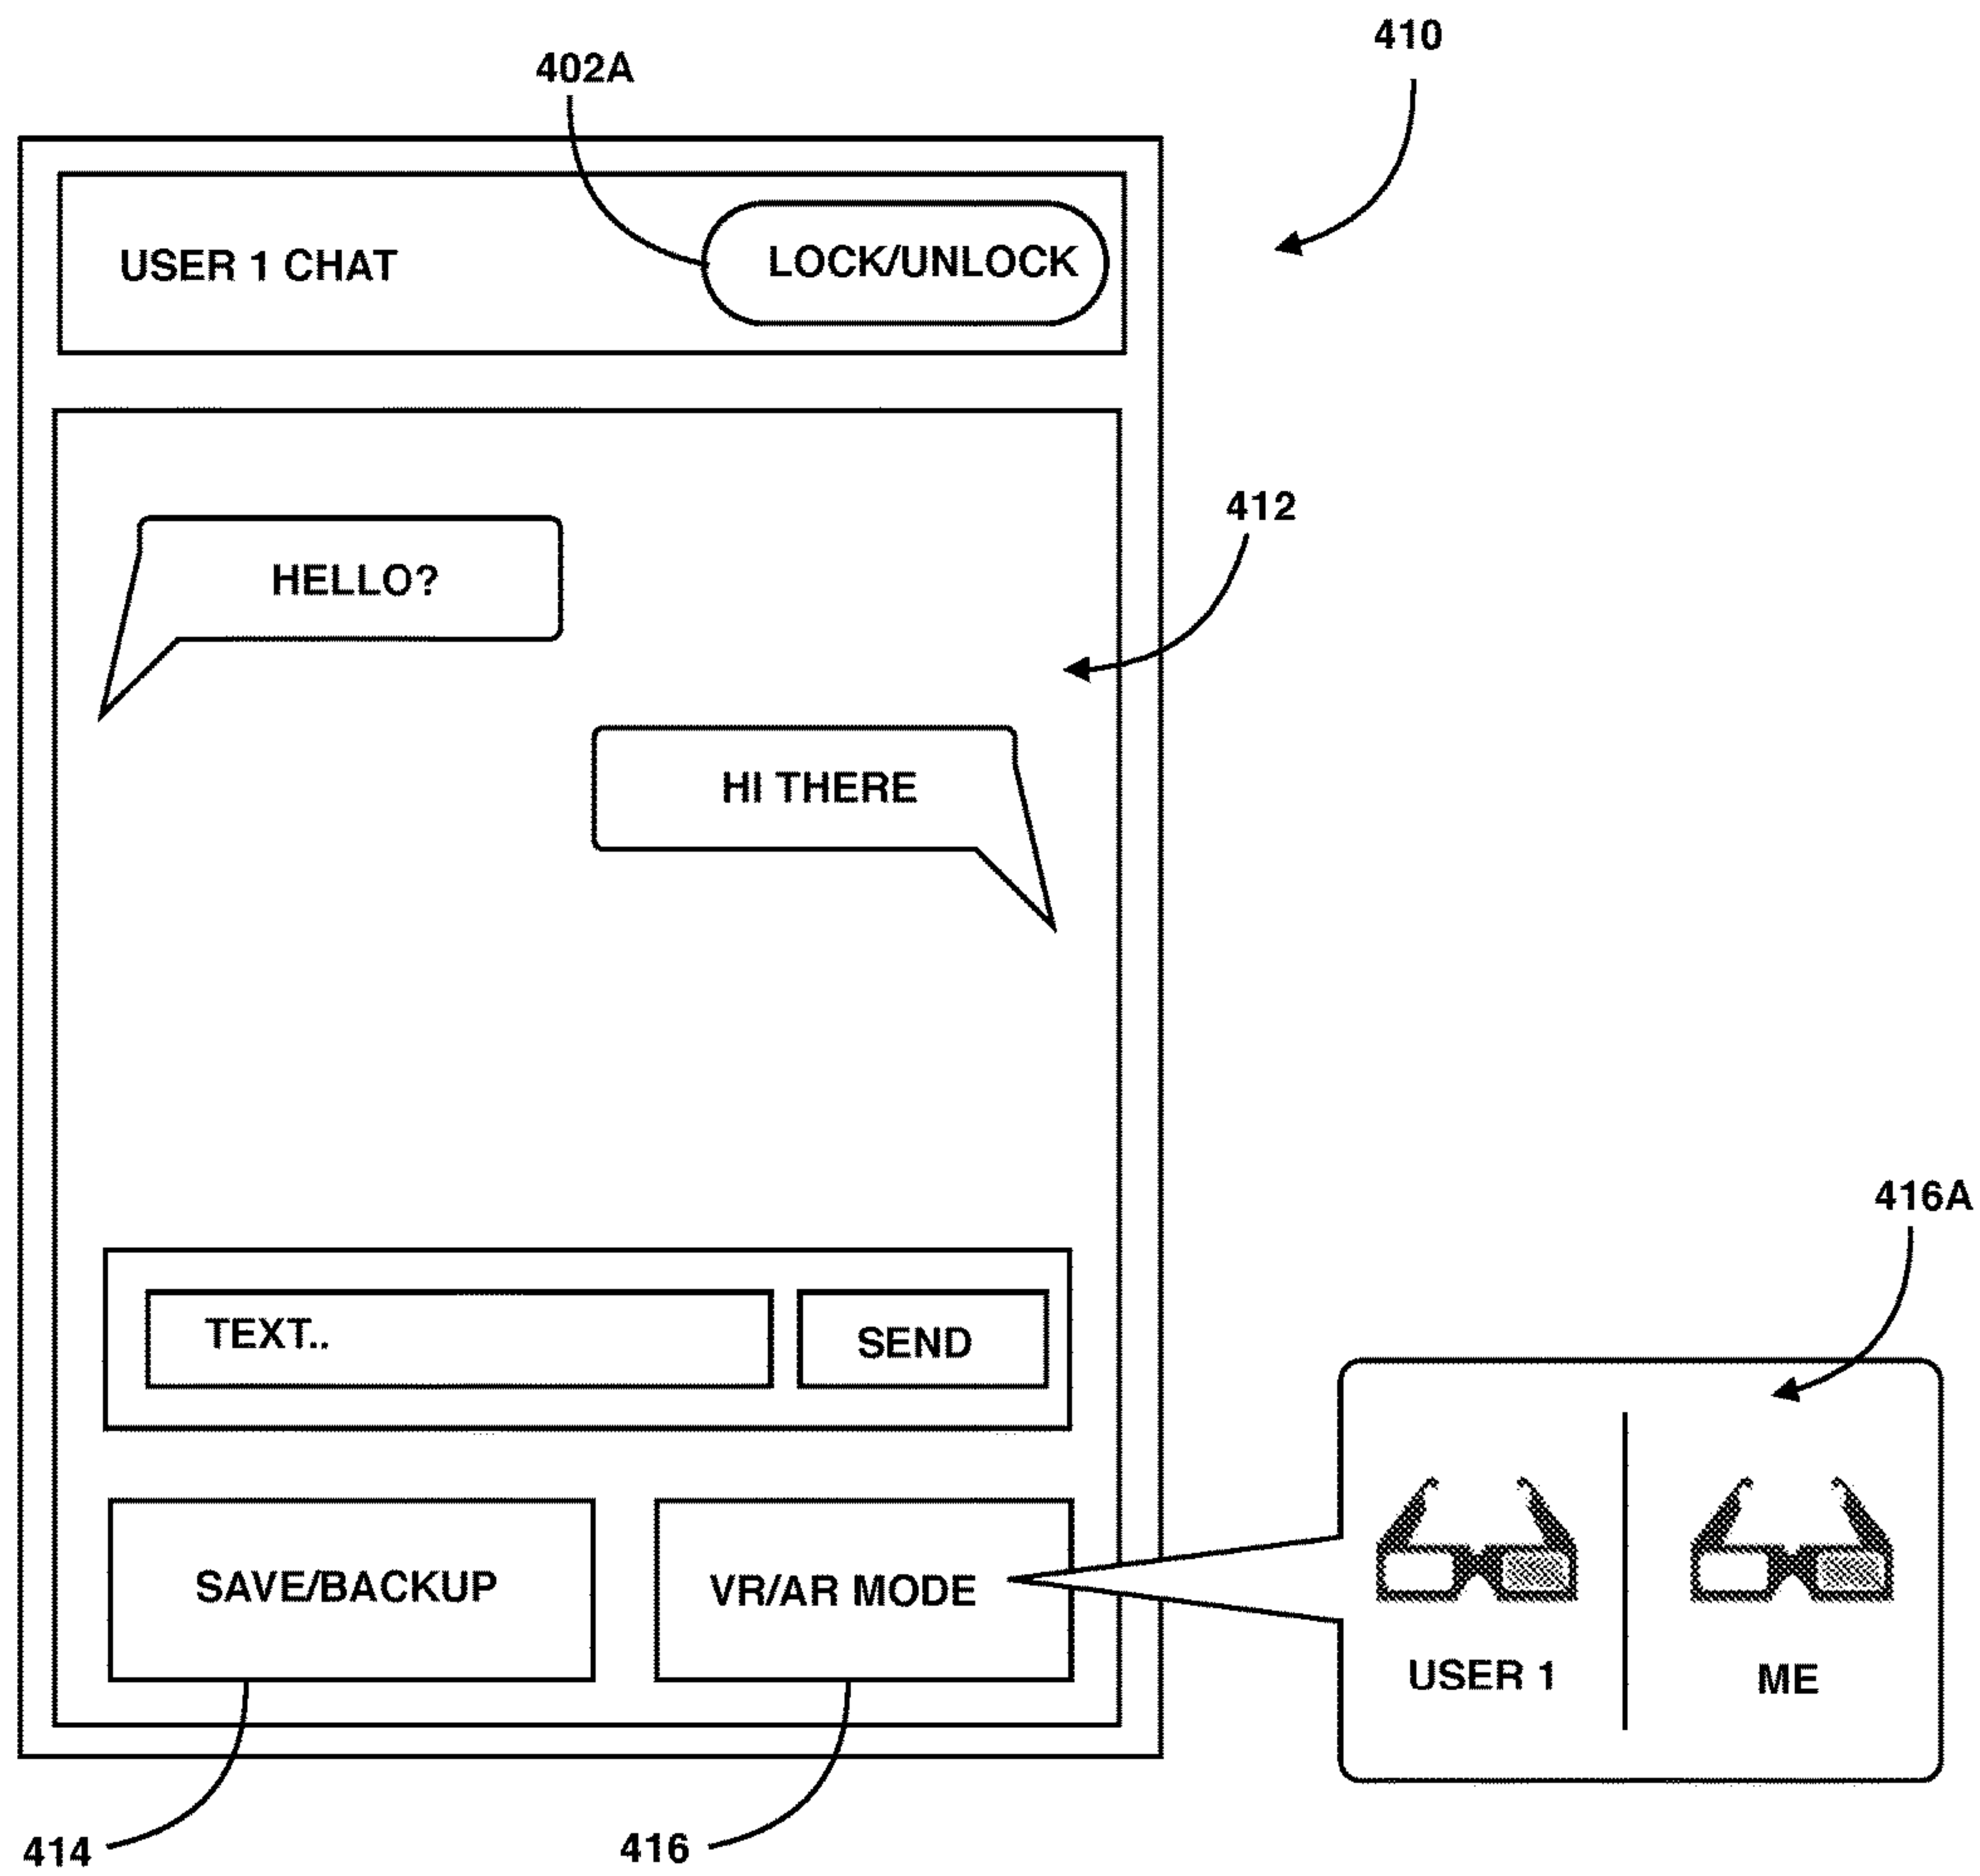 410
402A
USER 1 CHAT
LOCK/UNLOCK
412
HELLO?
HI THERE
416A
TEXT..
SEND
SAVE/BACKUP
VR/AR MODE
USER 1
ME
414
416